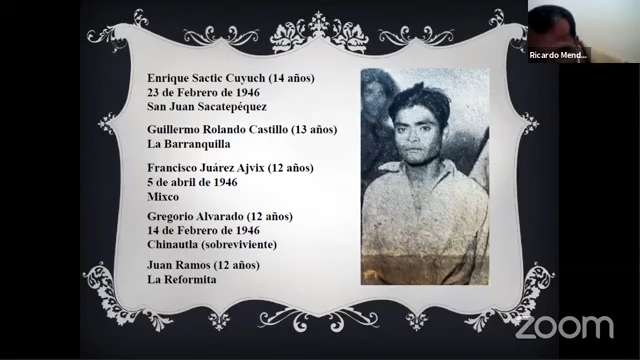 Enrique Sactic Cuyuch (14 años)
23 de Febrero de 1946
San Juan Sacatepéquez
Guillermo Rolando Castillo (13 años)
La Barranquilla
Francisco Juárez Ajvix (12 años)
5 de abril de 1946
Mixco
Gregorio Alvarado (12 años)
14 de Febrero de 1946
Chinautla (sobreviviente)
Juan Ramos (12 años)
La Reformita
Ricardo Mend...
zoom